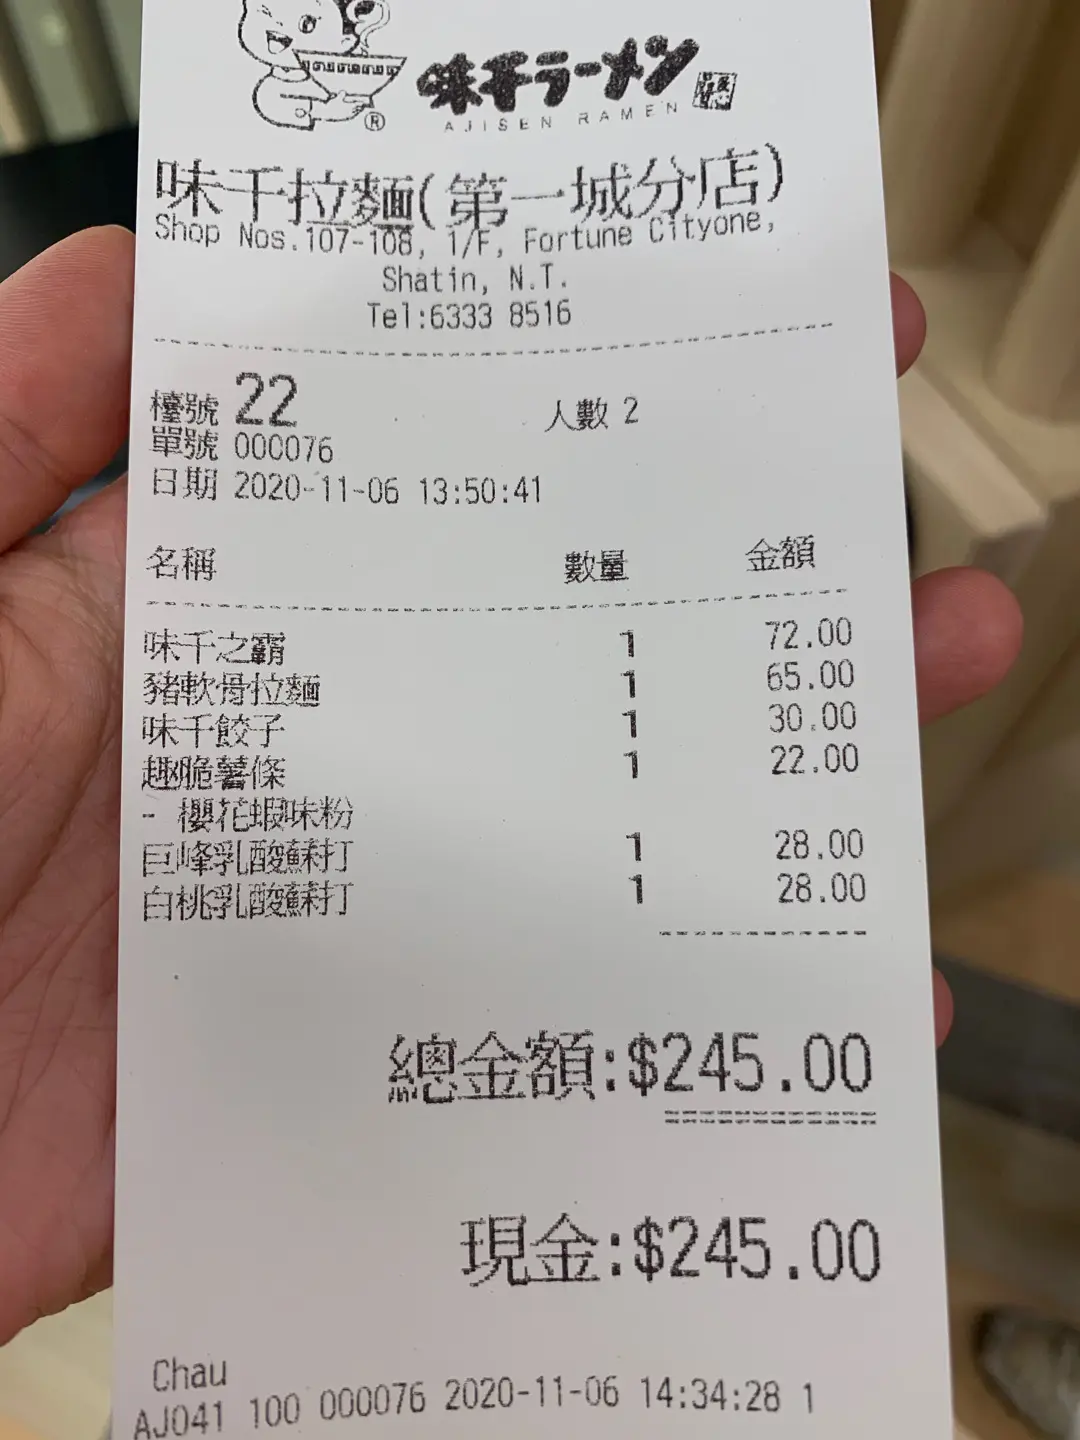 味千ラーメン
AJISEN RAMEN
味千拉麵(第一城分店)
Shop Nos.107-108, 1/F, Fortune Cityone,
Shatin, N.T.
Tel:6333 8516
檯號 22 人數 2
單號 000076
日期 2020-11-06 13:50:41
名稱 數量 金額
味千之霸 1 72.00
豬軟骨拉麵 1 65.00
味千餃子 1 30.00
趣脆薯條 1 22.00
- 櫻花蝦味粉
巨峰乳酸蘇打 1 28.00
白桃乳酸蘇打 1 28.00
總金額:$245.00
現金:$245.00
Chau
AJ041 100 000076 2020-11-06 14:34:28 1